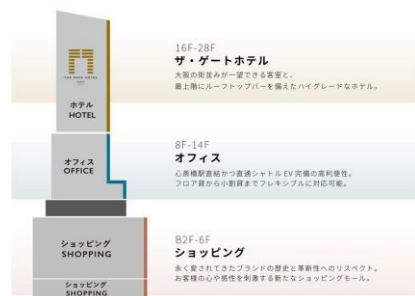 THE GATE HOTEL
ホテル
HOTEL
16F-28F
ザ・ゲートホテル
大阪の街並みが一望できる客室と、
最上階にルーフトップバーを備えたハイグレードなホテル。
オフィス
OFFICE
8F-14F
オフィス
心斎橋駅直結かつ直通シャトルEV完備の高利便性。
フロア貸から小割貸までフレキシブルに対応可能。
ショッピング
SHOPPING
B2F-6F
ショッピング
永く愛されてきたブランドの歴史と革新性へのリスペクト。
お客様の心や感性を刺激する新たなショッピングモール。
ショッピング
SHOPPING